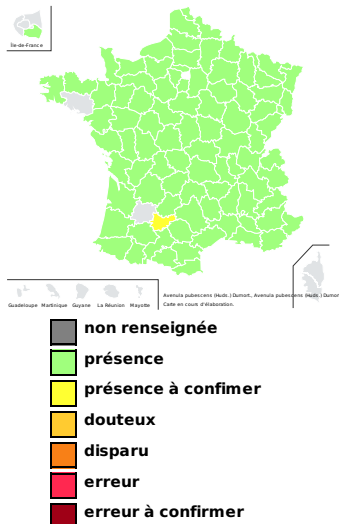 Île-de-France
Guadeloupe Martinique Guyane La Réunion Mayotte
Avenula pubescens (Huds.) Dumort., Avenula pubescens (Huds.) Dumor
Carte en cours d'élaboration.
non renseignée
présence
présence à confimer
douteux
disparu
erreur
erreur à confirmer